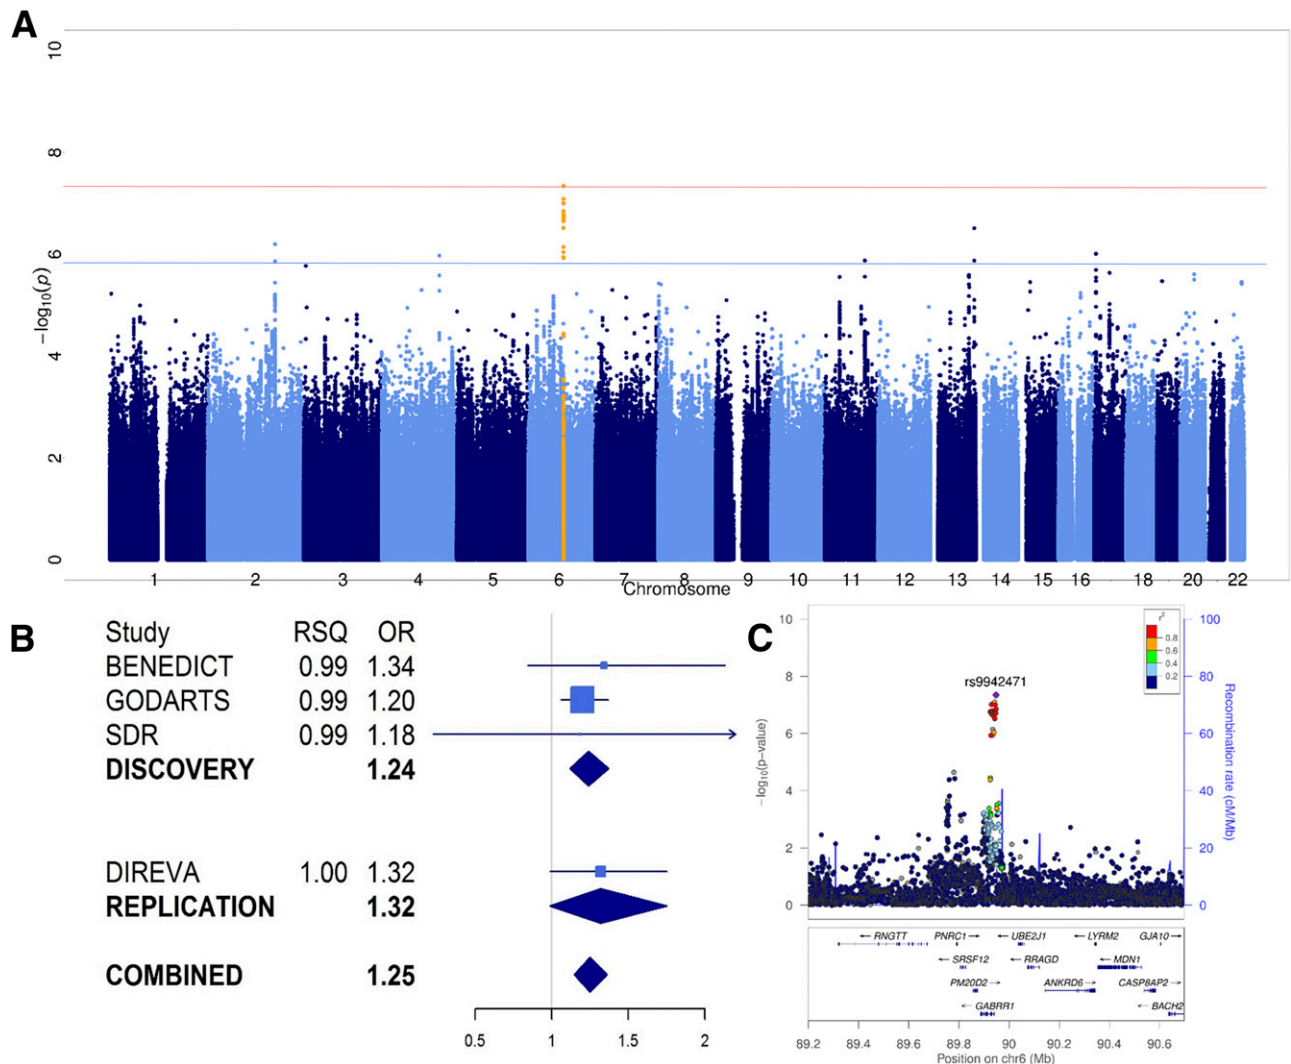 A
10
8
6
4
2
0
−log10(p)
1 2 3 4 5 6 7 8 9 10 11 12 13 14 15 16 18 20 22
Chromosome
B
Study RSQ OR
BENEDICT 0.99 1.34
GODARTS 0.99 1.20
SDR 0.99 1.18
DISCOVERY 1.24
DIREVA 1.00 1.32
REPLICATION 1.32
COMBINED 1.25
0.5 1 1.5 2
C
r2
0.8
0.6
0.4
0.2
rs9942471
10
8
6
4
2
0
−log10(p−value)
100
80
60
40
20
0
Recombination rate (cM/Mb)
←RNGTT PNRC1→ ←UBE2J1 ←LYRM2 GJA10→
←SRSF12 ←RRAGD ←MDN1
PM20D2→ ANKRD6→ CASP8AP2→
←GABRR1 ←BACH2
89.2 89.4 89.6 89.8 90 90.2 90.4 90.6
Position on chr6 (Mb)